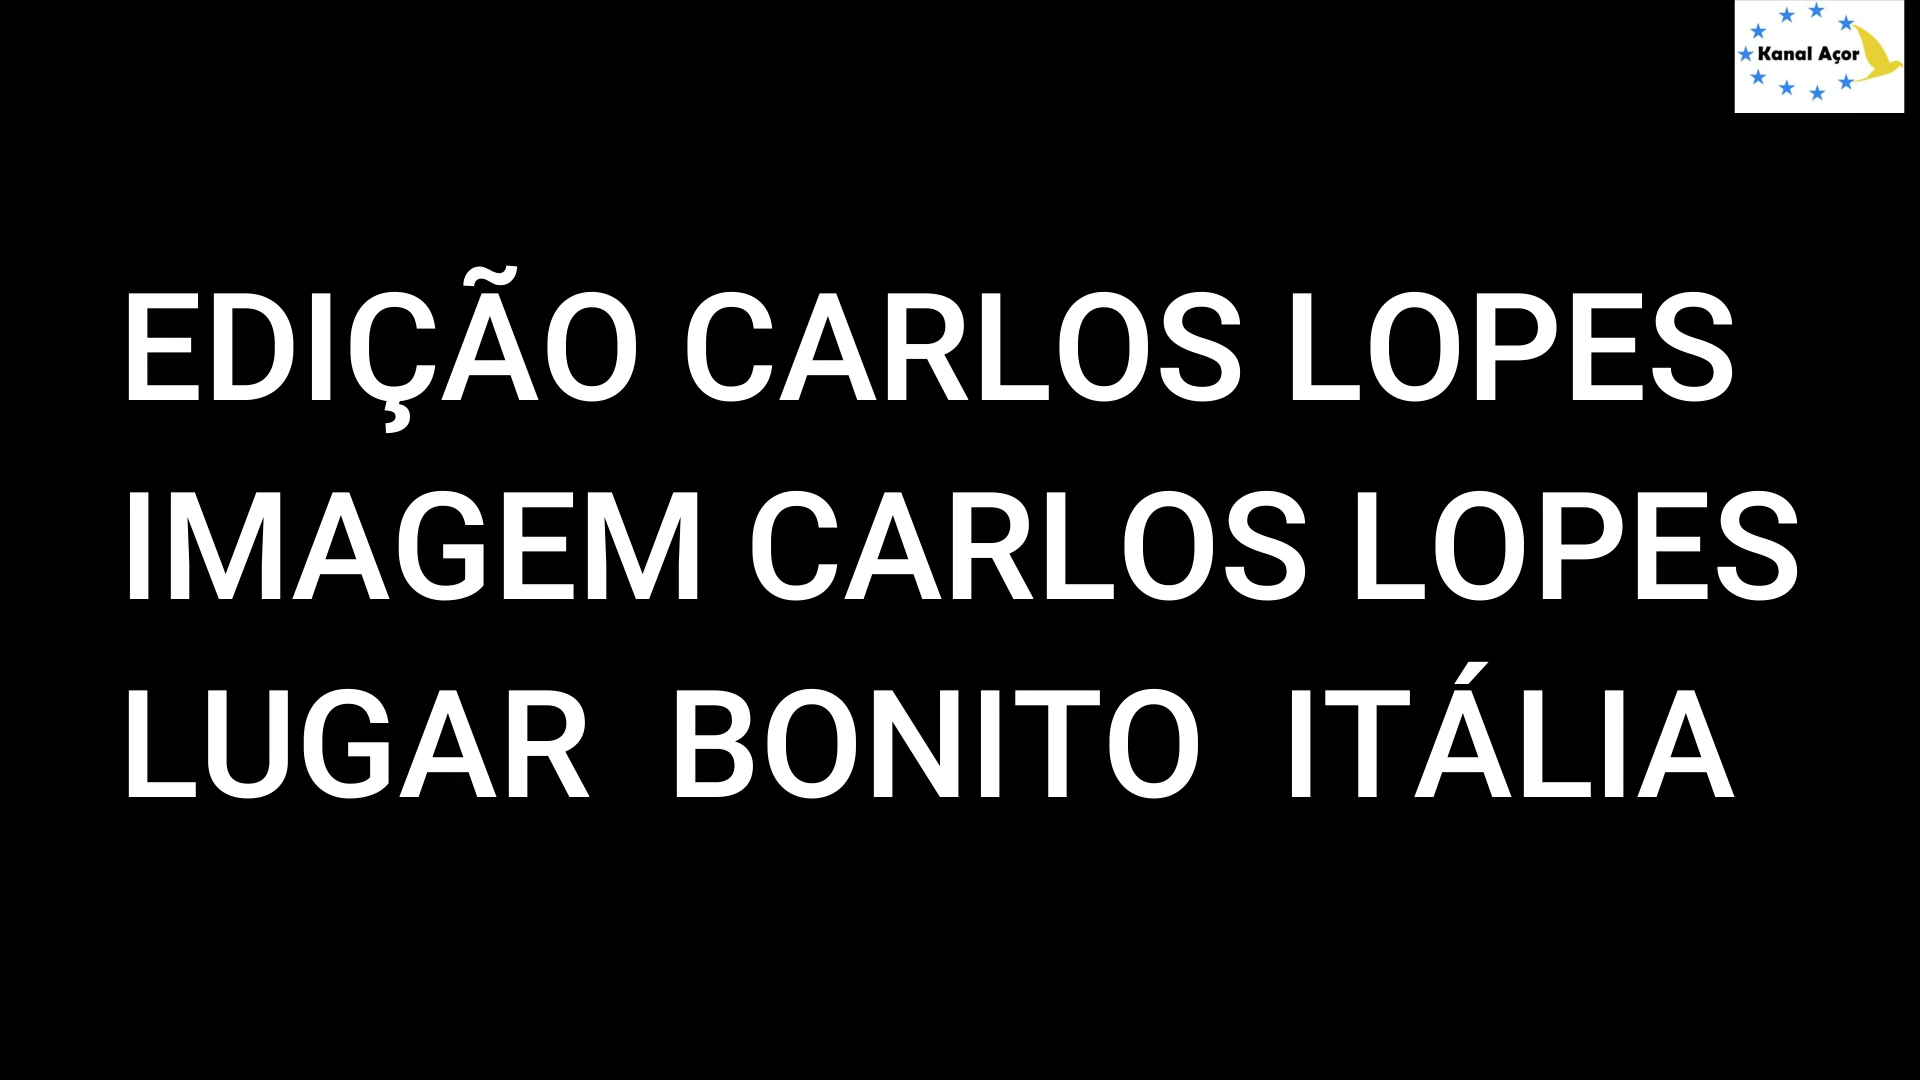 Kanal Açor
EDIÇÃO CARLOS LOPES
IMAGEM CARLOS LOPES
LUGAR BONITO ITÁLIA